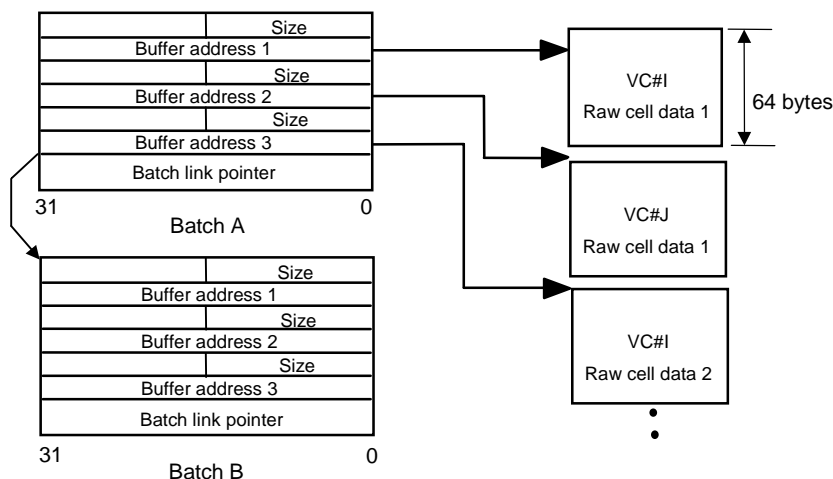 Size
Buffer address 1
Size
Buffer address 2
Size
Buffer address 3
Batch link pointer
31 0
Batch A
Size
Buffer address 1
Size
Buffer address 2
Size
Buffer address 3
Batch link pointer
31 0
Batch B
VC#I
Raw cell data 1
64 bytes
VC#J
Raw cell data 1
VC#I
Raw cell data 2